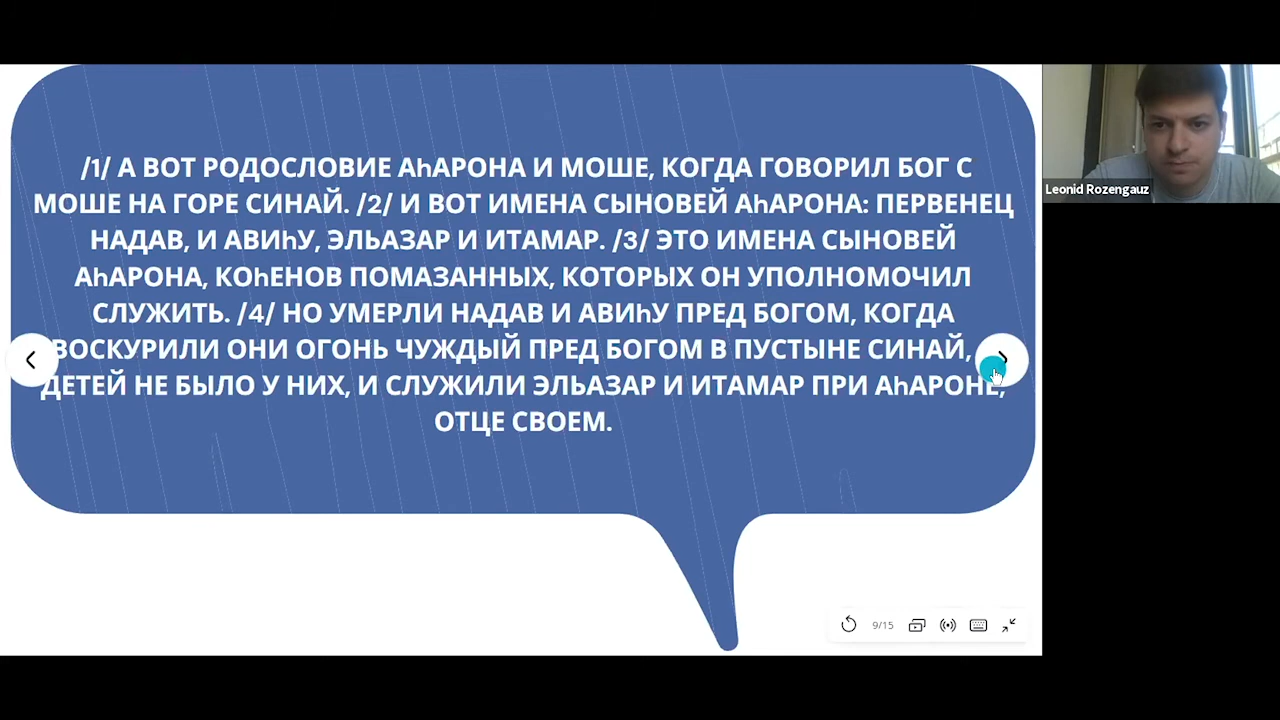 /1/ А ВОТ РОДОСЛОВИЕ АhАРОНА И МОШЕ, КОГДА ГОВОРИЛ БОГ С
МОШЕ НА ГОРЕ СИНАЙ. /2/ И ВОТ ИМЕНА СЫНОВЕЙ АhАРОНА: ПЕРВЕНЕЦ
НАДАВ, И АВИhУ, ЭЛЬАЗАР И ИТАМАР. /3/ ЭТО ИМЕНА СЫНОВЕЙ
АhАРОНА, КОhЕНОВ ПОМАЗАННЫХ, КОТОРЫХ ОН УПОЛНОМОЧИЛ
СЛУЖИТЬ. /4/ НО УМЕРЛИ НАДАВ И АВИhУ ПРЕД БОГОМ, КОГДА
ВОСКУРИЛИ ОНИ ОГОНЬ ЧУЖДЫЙ ПРЕД БОГОМ В ПУСТЫНЕ СИНАЙ,
ДЕТЕЙ НЕ БЫЛО У НИХ, И СЛУЖИЛИ ЭЛЬАЗАР И ИТАМАР ПРИ АhАРОНЕ,
ОТЦЕ СВОЕМ.
9/15
Leonid Rozengauz